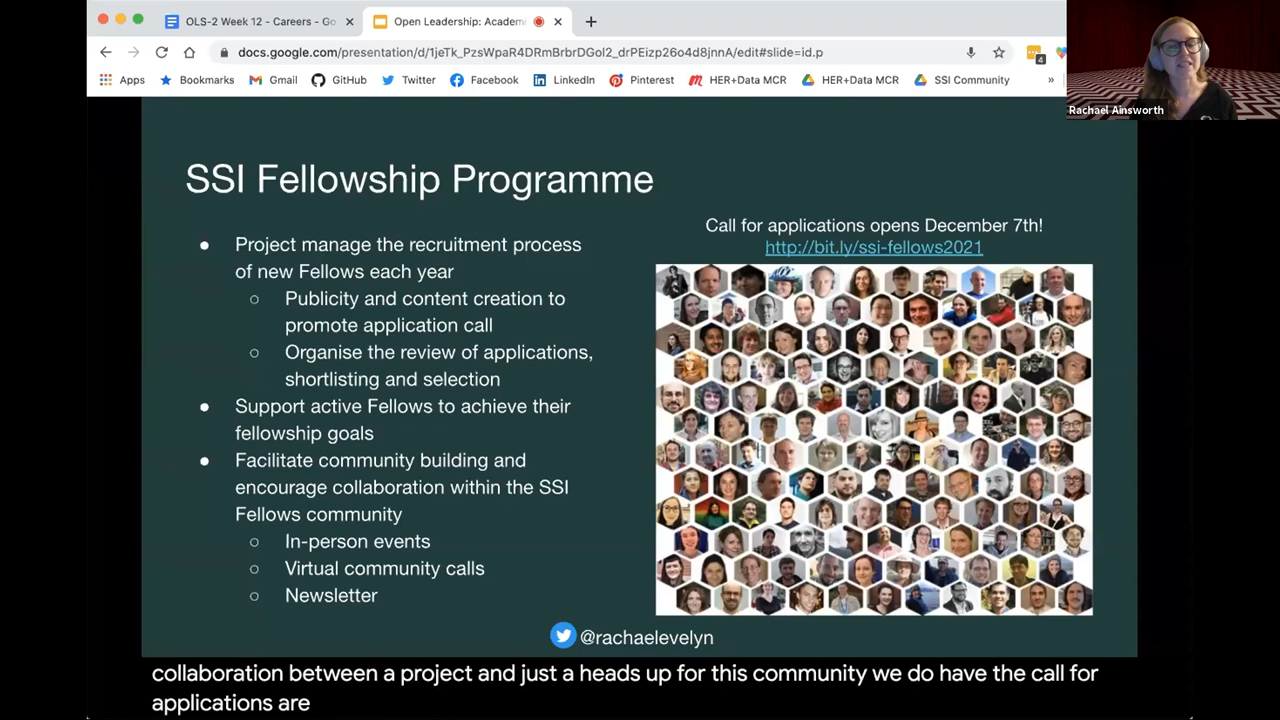 OLS-2 Week 12 - Careers - Go
Open Leadership: Academi
docs.google.com/presentation/d/1jeTk_PzsWpaR4DRmBrbrDGoI2_drPEizp26o4d8jnnA/edit#slide=id.p
4
Apps
Bookmarks
Gmail
GitHub
Twitter
Facebook
LinkedIn
Pinterest
HER+Data MCR
HER+Data MCR
SSI Community
»
Rachael Ainsworth
SSI Fellowship Programme
Call for applications opens December 7th!
http://bit.ly/ssi-fellows2021
● Project manage the recruitment process
of new Fellows each year
○ Publicity and content creation to
promote application call
○ Organise the review of applications,
shortlisting and selection
● Support active Fellows to achieve their
fellowship goals
● Facilitate community building and
encourage collaboration within the SSI
Fellows community
○ In-person events
○ Virtual community calls
○ Newsletter
@rachaelevelyn
collaboration between a project and just a heads up for this community we do have the call for
applications are